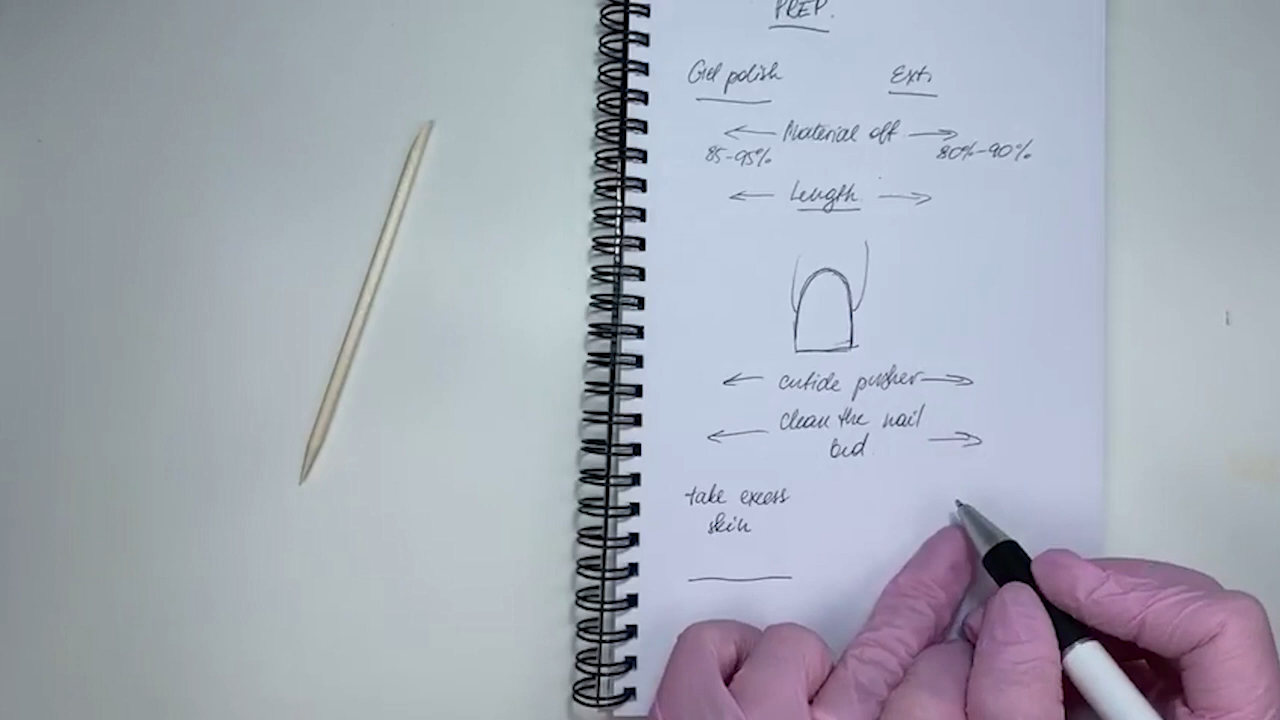 PREP.
Gel polish Ext.
Material off
85-95% 80%-90%
Length
cuticle pusher
clean the nail
bed
take excess
skin